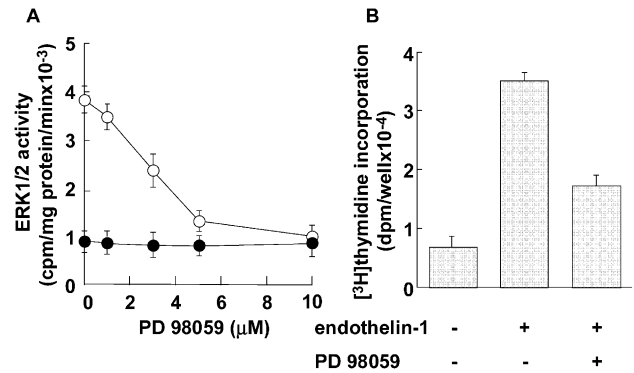 A
ERK1/2 activity
(cpm/mg protein/minx10-3)
5
4
3
2
1
0
0 2 4 6 8 10
PD 98059 (μM)
B
[3H]thymidine incorporation
(dpm/wellx10-4)
4
3
2
1
0
endothelin-1 - + +
PD 98059 - - +